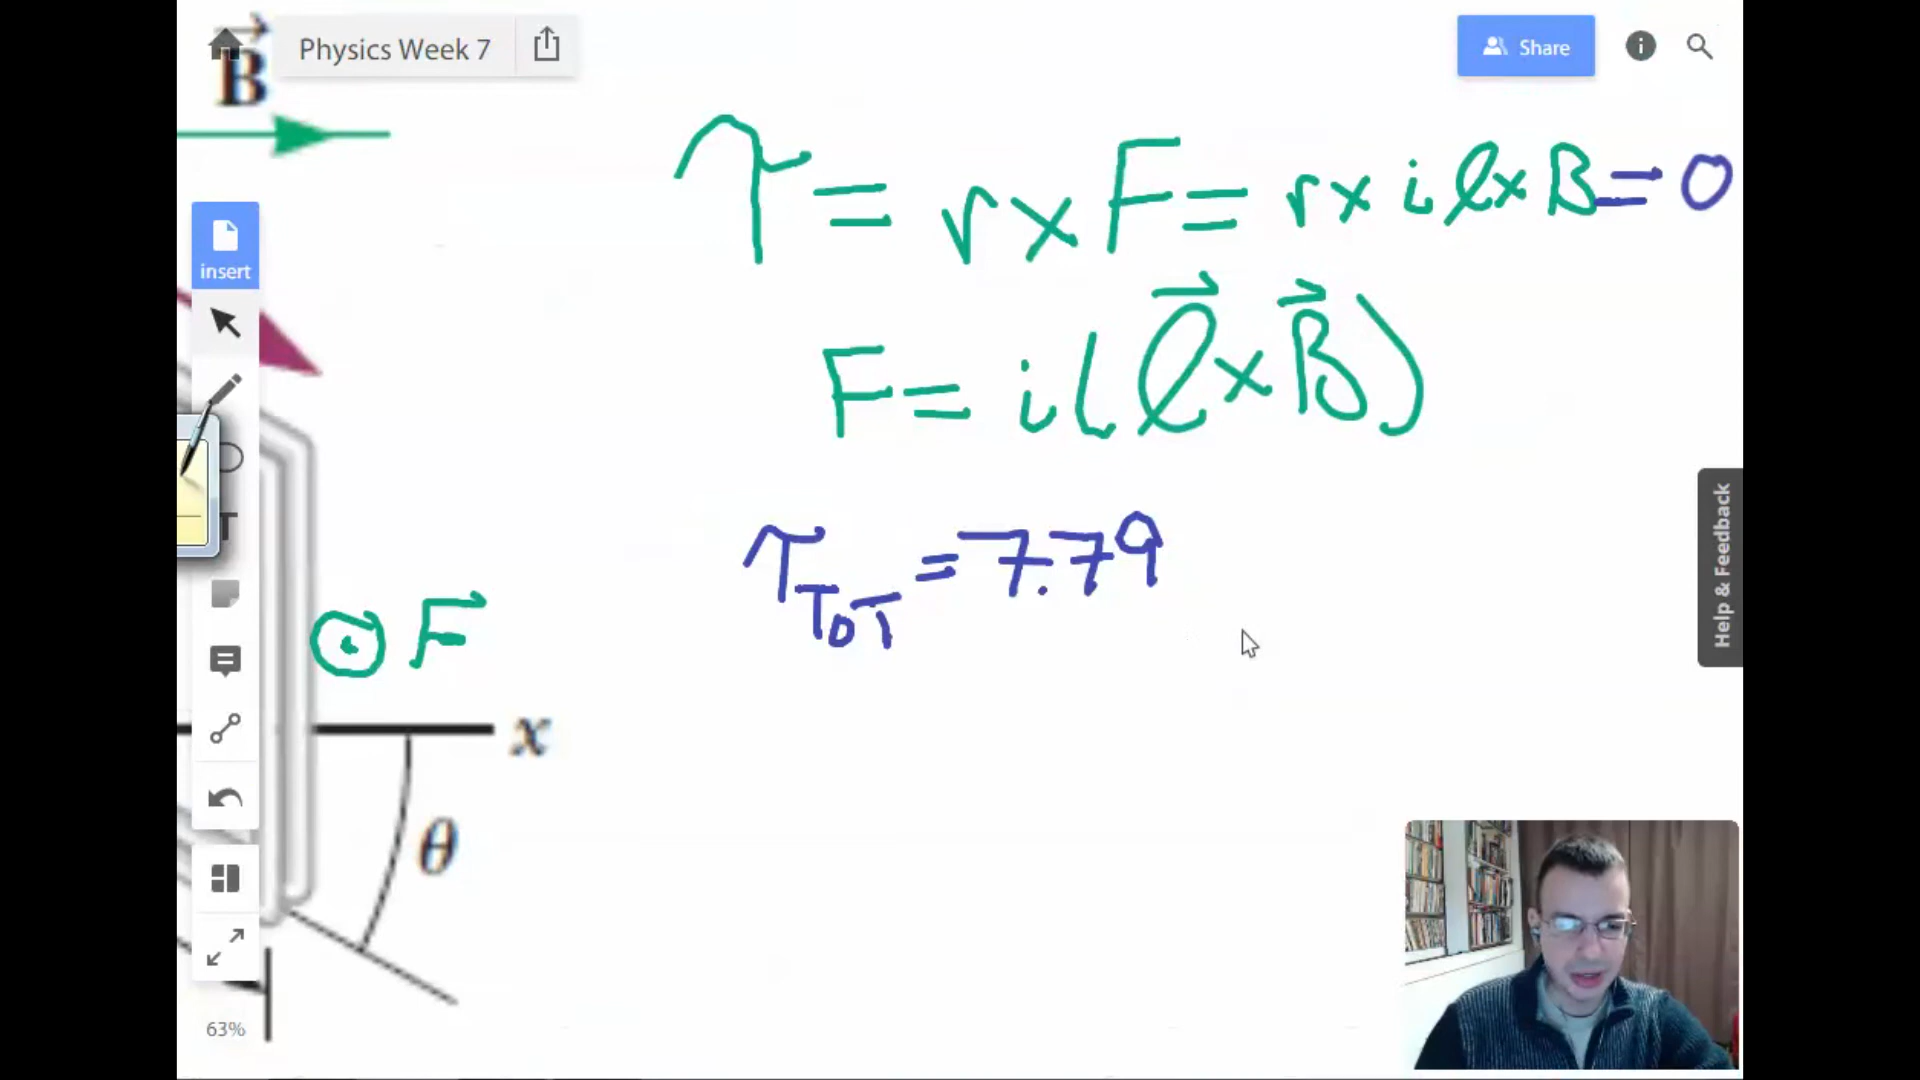 B⃗
Physics Week 7
Share
τ = r × F = r × i ℓ × B = 0
insert
F = i(ℓ⃗ × B⃗)
τ_TOT = 7.79
T
F⃗
x
θ
63%
Help & Feedback